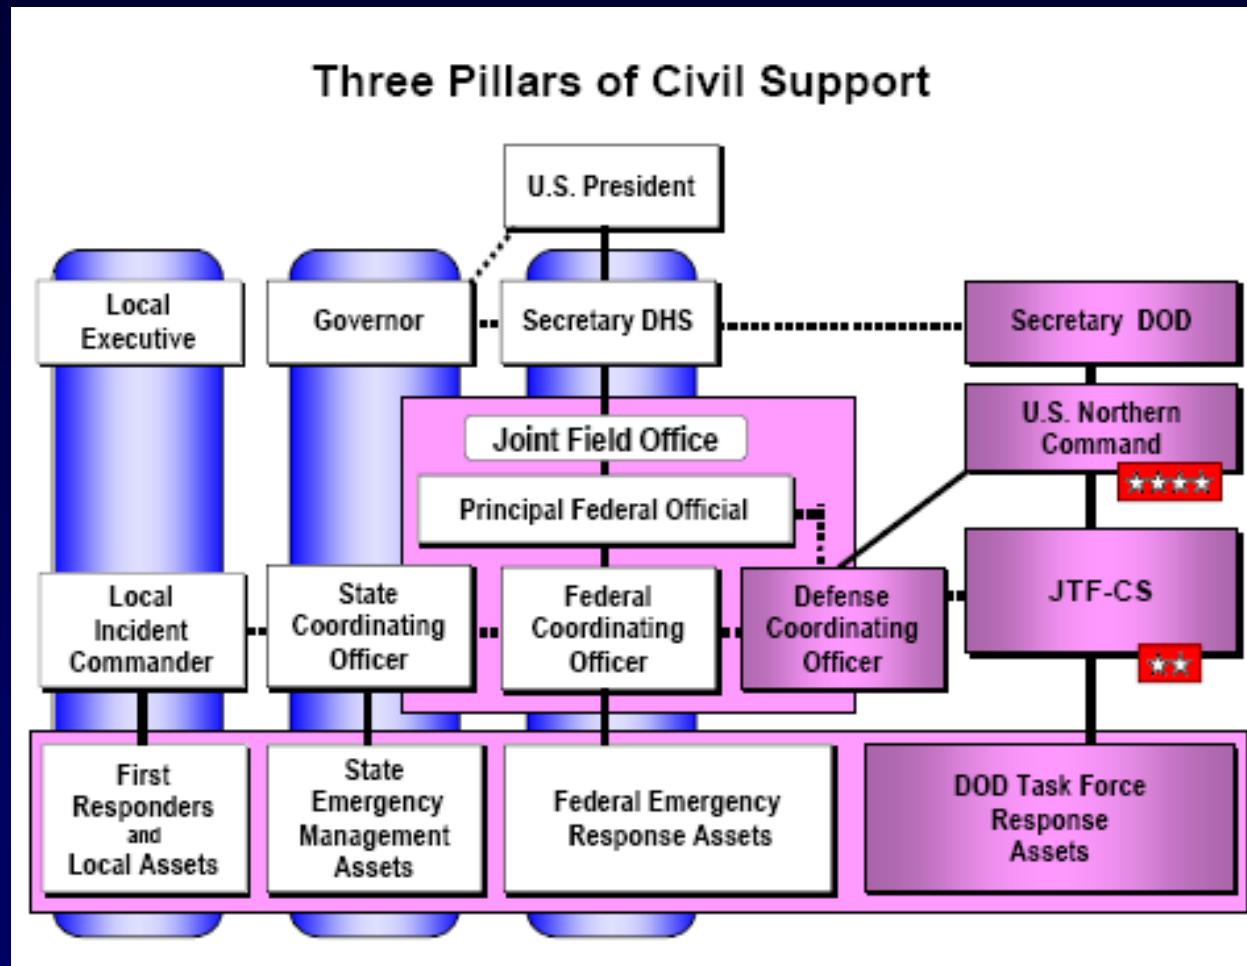 Three Pillars of Civil Support
U.S. President
Local
Executive
Governor
Secretary DHS
Secretary DOD
U.S. Northern
Command
Joint Field Office
Principal Federal Official
Local
Incident
Commander
State
Coordinating
Officer
Federal
Coordinating
Officer
Defense
Coordinating
Officer
JTF-CS
First
Responders
and
Local Assets
State
Emergency
Management
Assets
Federal Emergency
Response Assets
DOD Task Force
Response
Assets